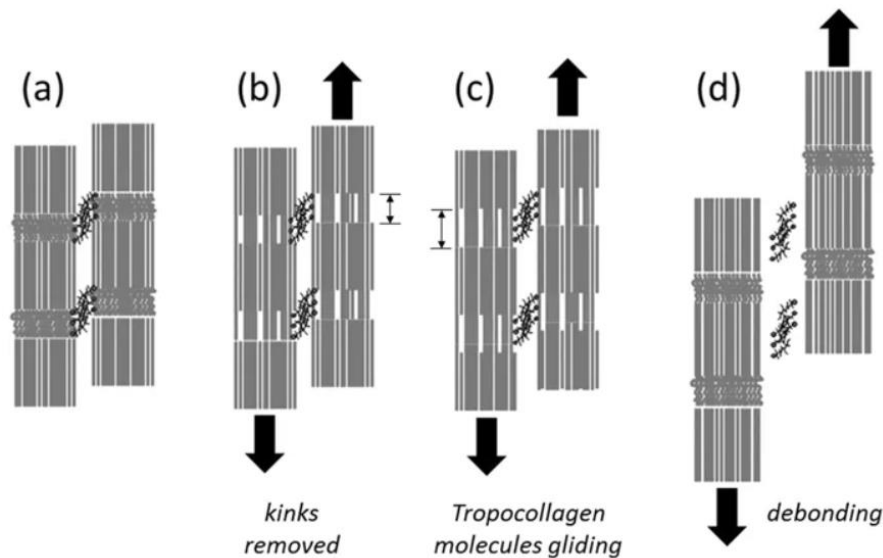 (a)
(b)
(c)
(d)
kinks
removed
Tropocollagen
molecules gliding
debonding